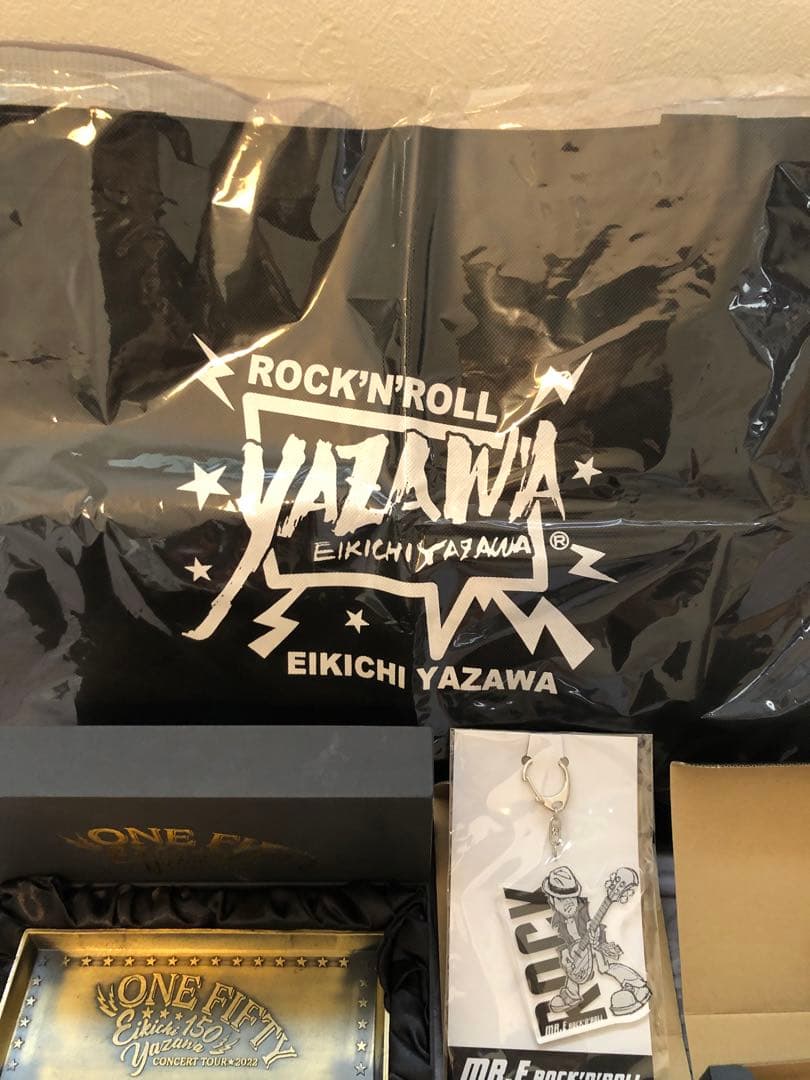 ROCK'N'ROLL
YAZAWA
EIKICHI YAZAWA ®
EIKICHI YAZAWA
ONE FIFTY
ONE FIFTY
Eikichi 150th
Yazawa
CONCERT TOUR★2022
ROCK
MR.E ROCK'N'ROLL
MR.E ROCK'N'ROLL